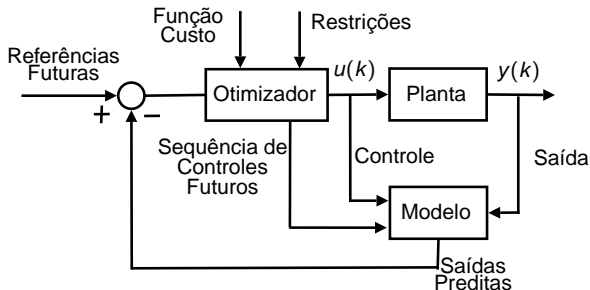 Função
Custo
Restrições
Referências
Futuras
u(k)
y(k)
Otimizador
Planta
+
−
Sequência de
Controles
Futuros
Controle
Saída
Modelo
Saídas
Preditas